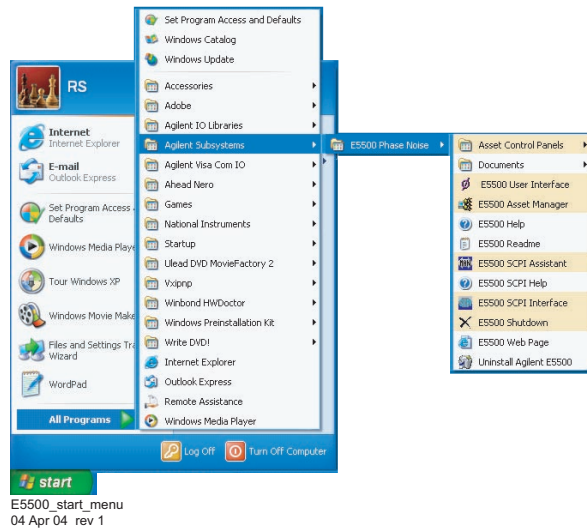 Set Program Access and Defaults
Windows Catalog
Windows Update
Accessories
Adobe
Agilent IO Libraries
Agilent Subsystems
Agilent Visa Com IO
Ahead Nero
Games
National Instruments
Startup
Ulead DVD MovieFactory 2
Vxipnp
Winbond HWDoctor
Windows Preinstallation Kit
Write DVD!
Internet Explorer
Outlook Express
Remote Assistance
Windows Media Player
RS
Internet
Internet Explorer
E-mail
Outlook Express
Set Program Access
Defaults
Windows Media Playe
Tour Windows XP
Windows Movie Make
Files and Settings Tra
Wizard
WordPad
All Programs
Log Off
Turn Off Computer
start
E5500 Phase Noise
Asset Control Panels
Documents
E5500 User Interface
E5500 Asset Manager
E5500 Help
E5500 Readme
E5500 SCPI Assistant
E5500 SCPI Help
E5500 SCPI Interface
E5500 Shutdown
E5500 Web Page
Uninstall Agilent E5500
E5500_start_menu
04 Apr 04 rev 1